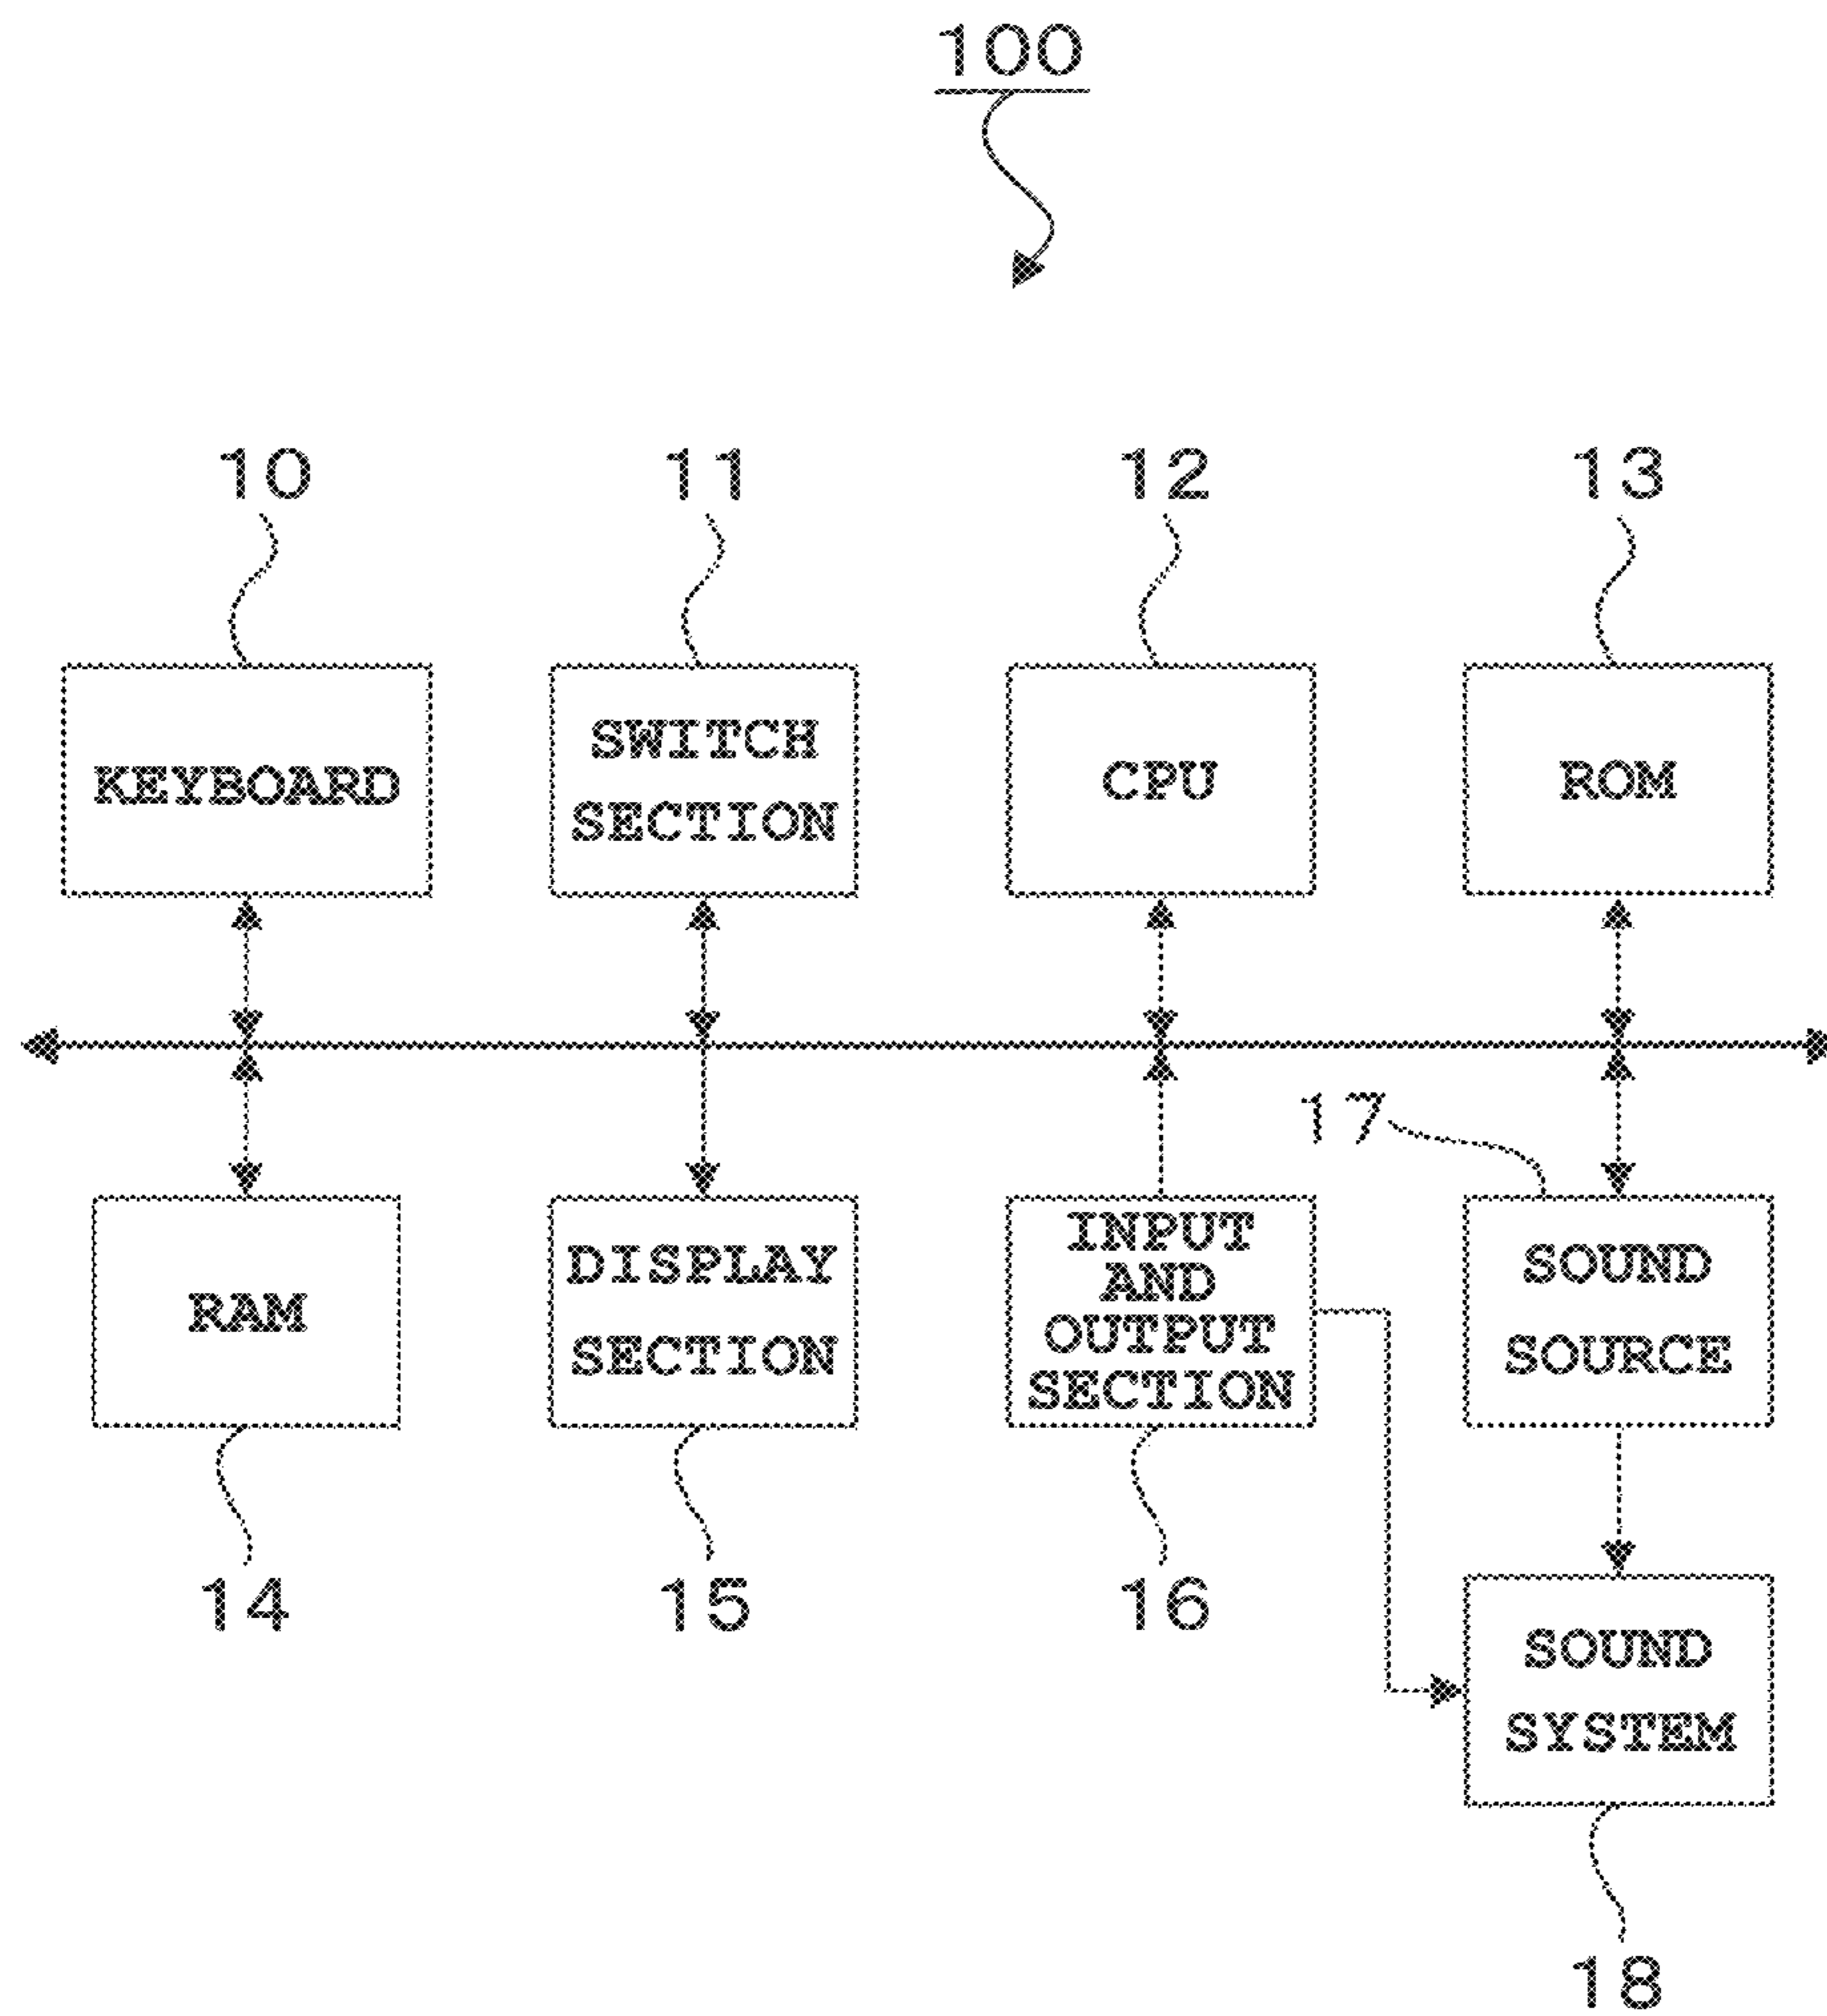 100
10
11
12
13
KEYBOARD
SWITCH
SECTION
CPU
ROM
17
RAM
DISPLAY
SECTION
INPUT
AND
OUTPUT
SECTION
SOUND
SOURCE
14
15
16
SOUND
SYSTEM
18